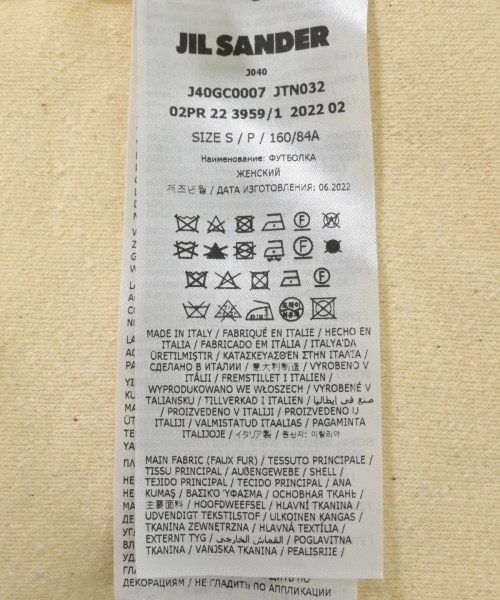 JIL SANDER
J040
J40GC0007 JTN032
02PR 22 3959/1 2022 02
SIZE S / P / 160/84A
Наименование: ФУТБОЛКА
ЖЕНСКИЙ
제조년월 / ДАТА ИЗГОТОВЛЕНИЯ: 06.2022
MADE IN ITALY / FABRIQUÉ EN ITALIE / HECHO EN
ITALIA / FABRICADO EM ITÁLIA / ITALYA'DA
ÜRETILMIŞTIR / ΚΑΤΑΣΚΕΥΑΣΘΈΝ ΣΤΗΝ ΙΤΑΛΊΑ /
СДЕЛАНО В ИТАЛИИ / 意大利制造 / VYROBENO V
ITÁLII / FREMSTILLET I ITALIEN /
WYPRODUKOWANO WE WŁOSZECH / VYROBENÉ V
TALIANSKU / TILLVERKAD I ITALIEN / صنع في إيطاليا
/ PROIZVEDENO V ITALIJI / PROIZVEDENO U
ITALIJI / VALMISTATUD ITAALIAS / PAGAMINTA
ITALIJOJE / イタリア製 / 원산지: 이탈리아
MAIN FABRIC (FAUX FUR) / TESSUTO PRINCIPALE /
TISSU PRINCIPAL / AUßENGEWEBE / SHELL /
TEJIDO PRINCIPAL / TECIDO PRINCIPAL / ANA
KUMAŞ / ΒΑΣΙΚΟ ΎΦΑΣΜΑ / ОСНОВНАЯ ТКАНЬ /
主要面料 / HOOFDWEEFSEL / HLAVNÍ TKANINA /
UDVENDIGT TEKSTILSTOF / ULKOINEN KANGAS /
TKANINA ZEWNĘTRZNA / HLAVNÁ TEXTÍLIA /
EXTERNT TYG / القماش الخارجي / POGLAVITNA
TKANINA / VANJSKA TKANINA / PEALISRIIE /
ДЕКОРАЦИЯМ / НЕ ГЛАДИТЬ ПО АППЛИКАЦИИ